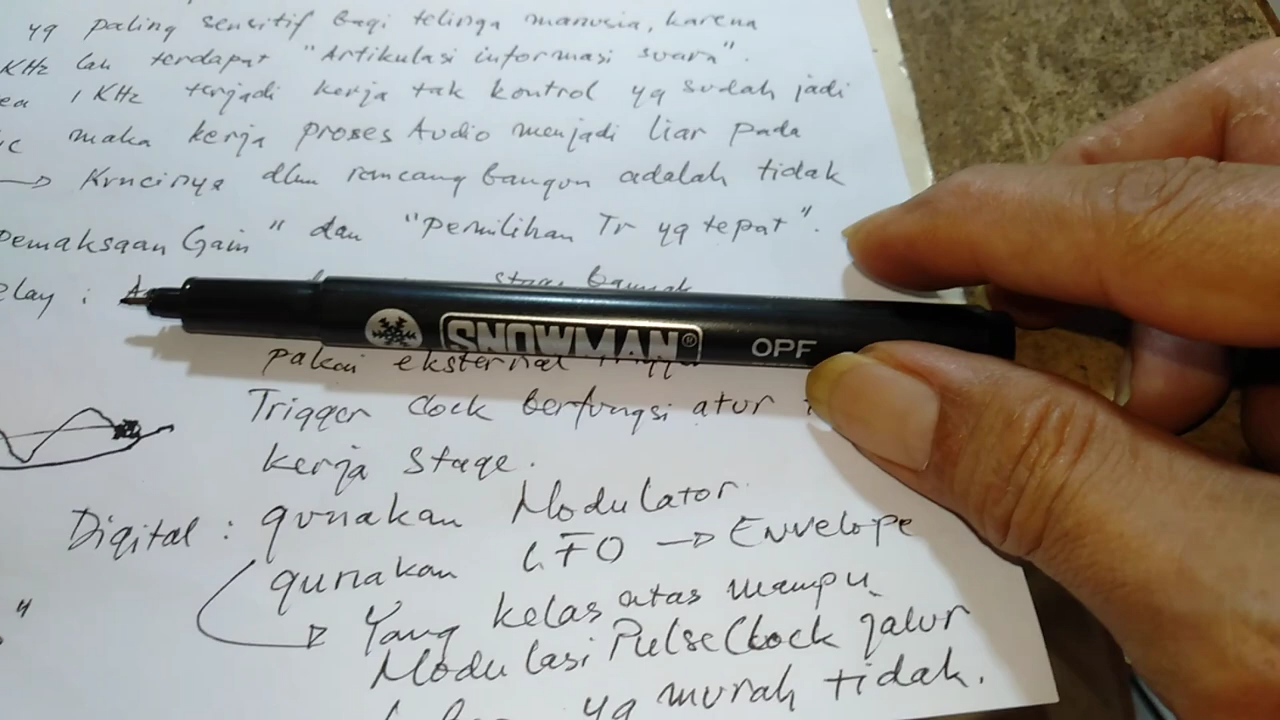 yg paling sensitif bagi telinga manusia, karena
KHz lah terdapat "Artikulasi informasi suara".
1 KHz terjadi kerja tak kontrol yg sudah jadi
maka kerja proses Audio menjadi liar pada
→ Kuncinya dlm rancang bangun adalah tidak
Pemaksaan Gain" dan "Pemilihan Tr yg tepat".
elay :
SNOWMAN® OPF
pakai eksternal
Trigger Clock berfungsi atur
kerja Stage.
Digital : gunakan Modulator
gunakan LFO → Envelope
Yang kelas atas mampu
Modulasi Pulse Clock jalur
yg murah tidak.